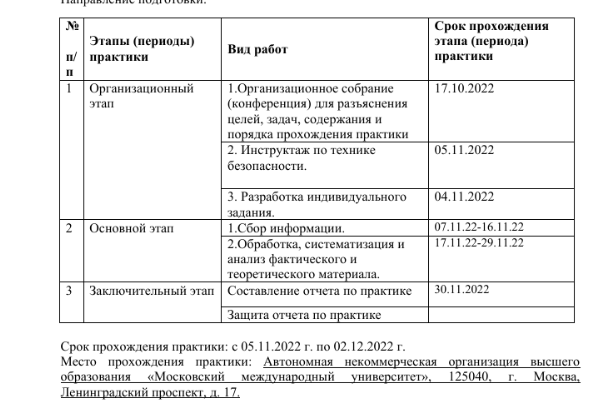 Направление подготовки:
№ п/п
Этапы (периоды) практики
Вид работ
Срок прохождения этапа (периода) практики
1
Организационный этап
1.Организационное собрание (конференция) для разъяснения целей, задач, содержания и порядка прохождения практики
17.10.2022
2. Инструктаж по технике безопасности.
05.11.2022
3. Разработка индивидуального задания.
04.11.2022
2
Основной этап
1.Сбор информации.
07.11.22-16.11.22
2.Обработка, систематизация и анализ фактического и теоретического материала.
17.11.22-29.11.22
3
Заключительный этап
Составление отчета по практике
30.11.2022
Защита отчета по практике
Срок прохождения практики: с 05.11.2022 г. по 02.12.2022 г.
Место прохождения практики: Автономная некоммерческая организация высшего
образования «Московский международный университет», 125040, г. Москва,
Ленинградский проспект, д. 17.